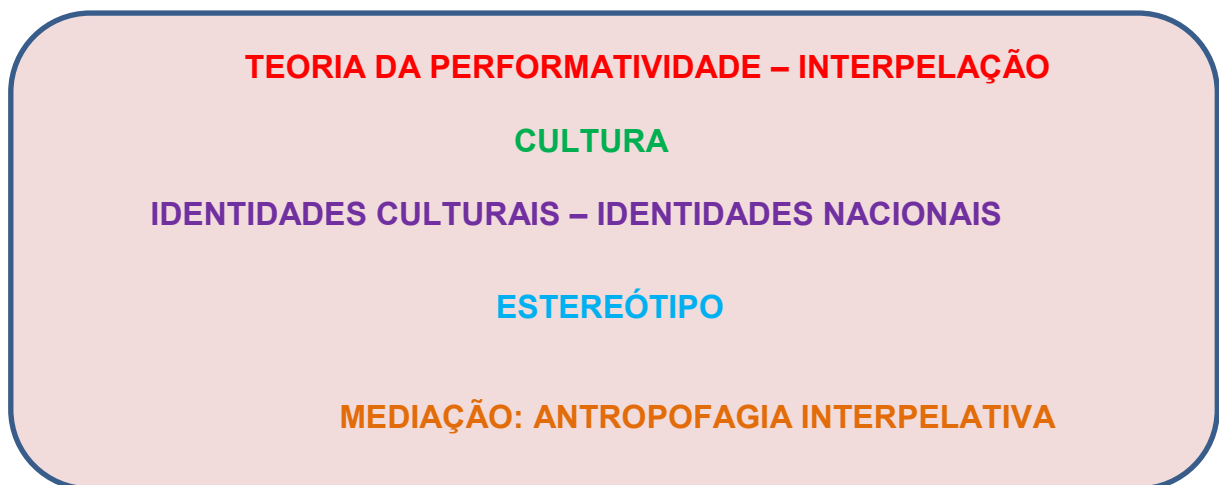 TEORIA DA PERFORMATIVIDADE – INTERPELAÇÃO
CULTURA
IDENTIDADES CULTURAIS – IDENTIDADES NACIONAIS
ESTEREÓTIPO
MEDIAÇÃO: ANTROPOFAGIA INTERPELATIVA